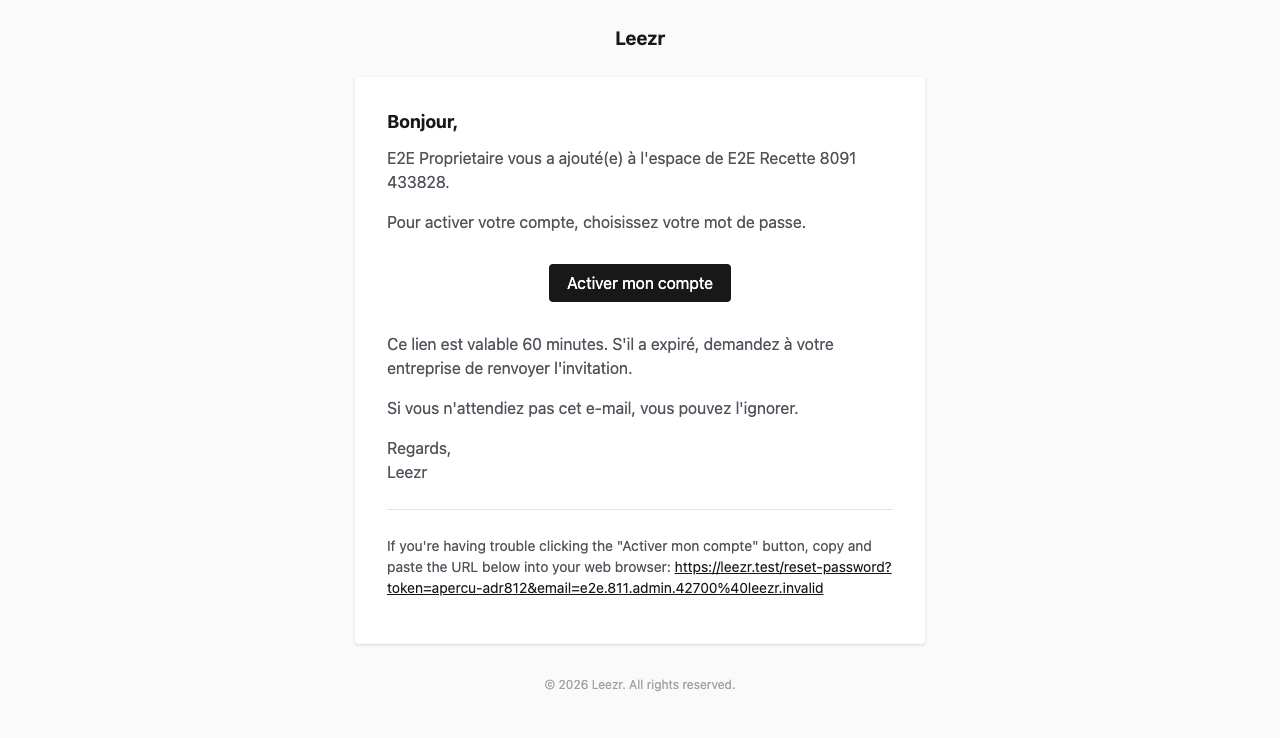 Leezr
Bonjour,
E2E Proprietaire vous a ajouté(e) à l'espace de E2E Recette 8091
433828.
Pour activer votre compte, choisissez votre mot de passe.
Activer mon compte
Ce lien est valable 60 minutes. S'il a expiré, demandez à votre
entreprise de renvoyer l'invitation.
Si vous n'attendiez pas cet e-mail, vous pouvez l'ignorer.
Regards,
Leezr
If you're having trouble clicking the "Activer mon compte" button, copy and
paste the URL below into your web browser: https://leezr.test/reset-password?
token=apercu-adr812&email=e2e.811.admin.42700%40leezr.invalid
© 2026 Leezr. All rights reserved.